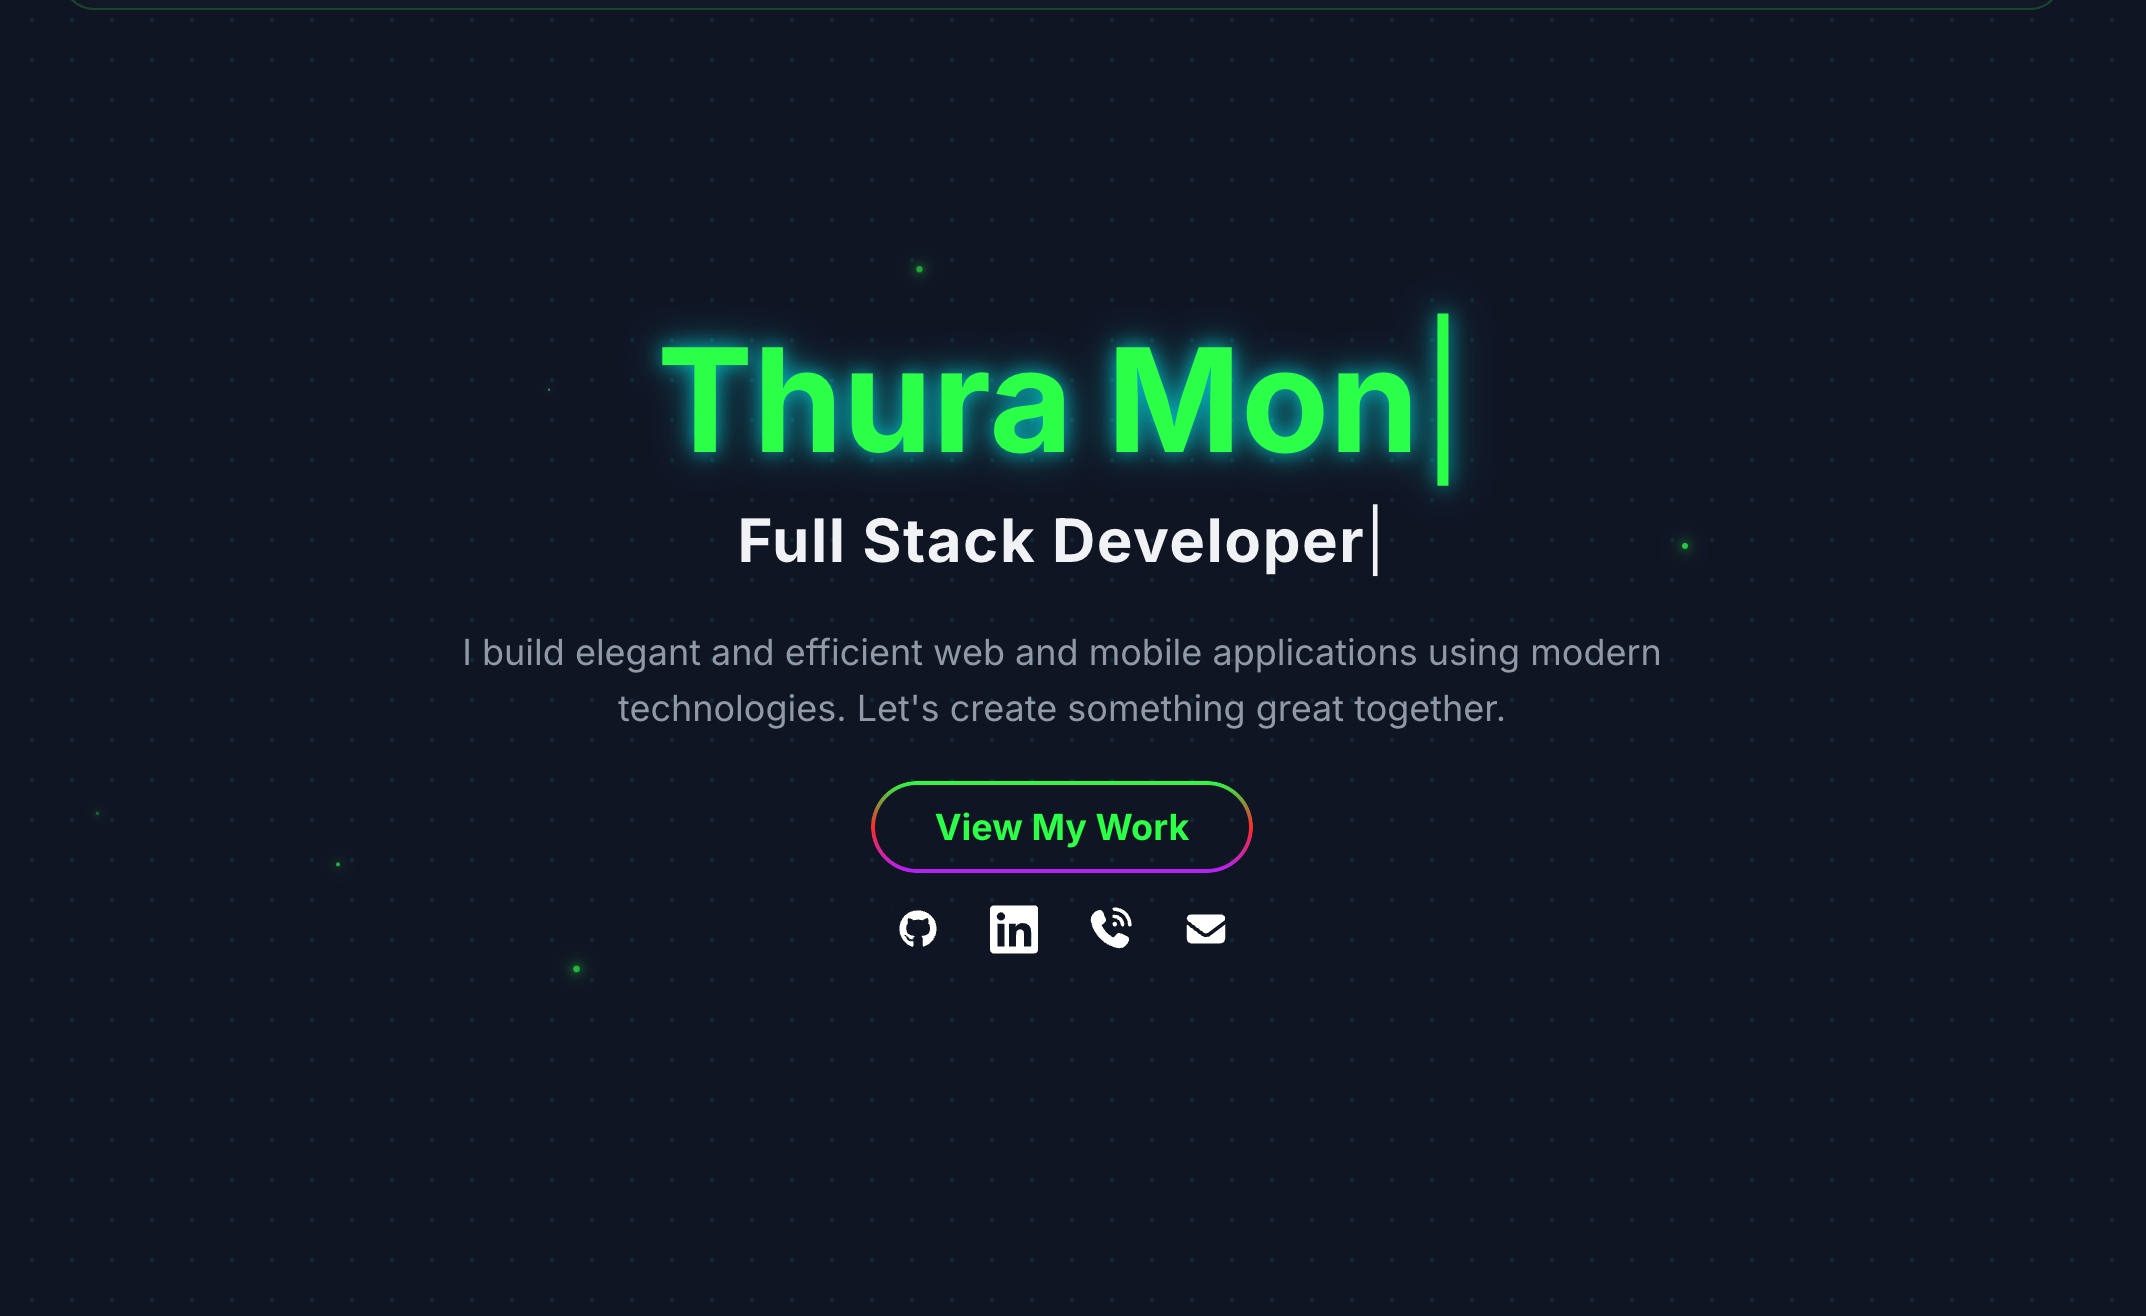 Thura Mon|
Full Stack Developer|
I build elegant and efficient web and mobile applications using modern
technologies. Let's create something great together.
View My Work
in